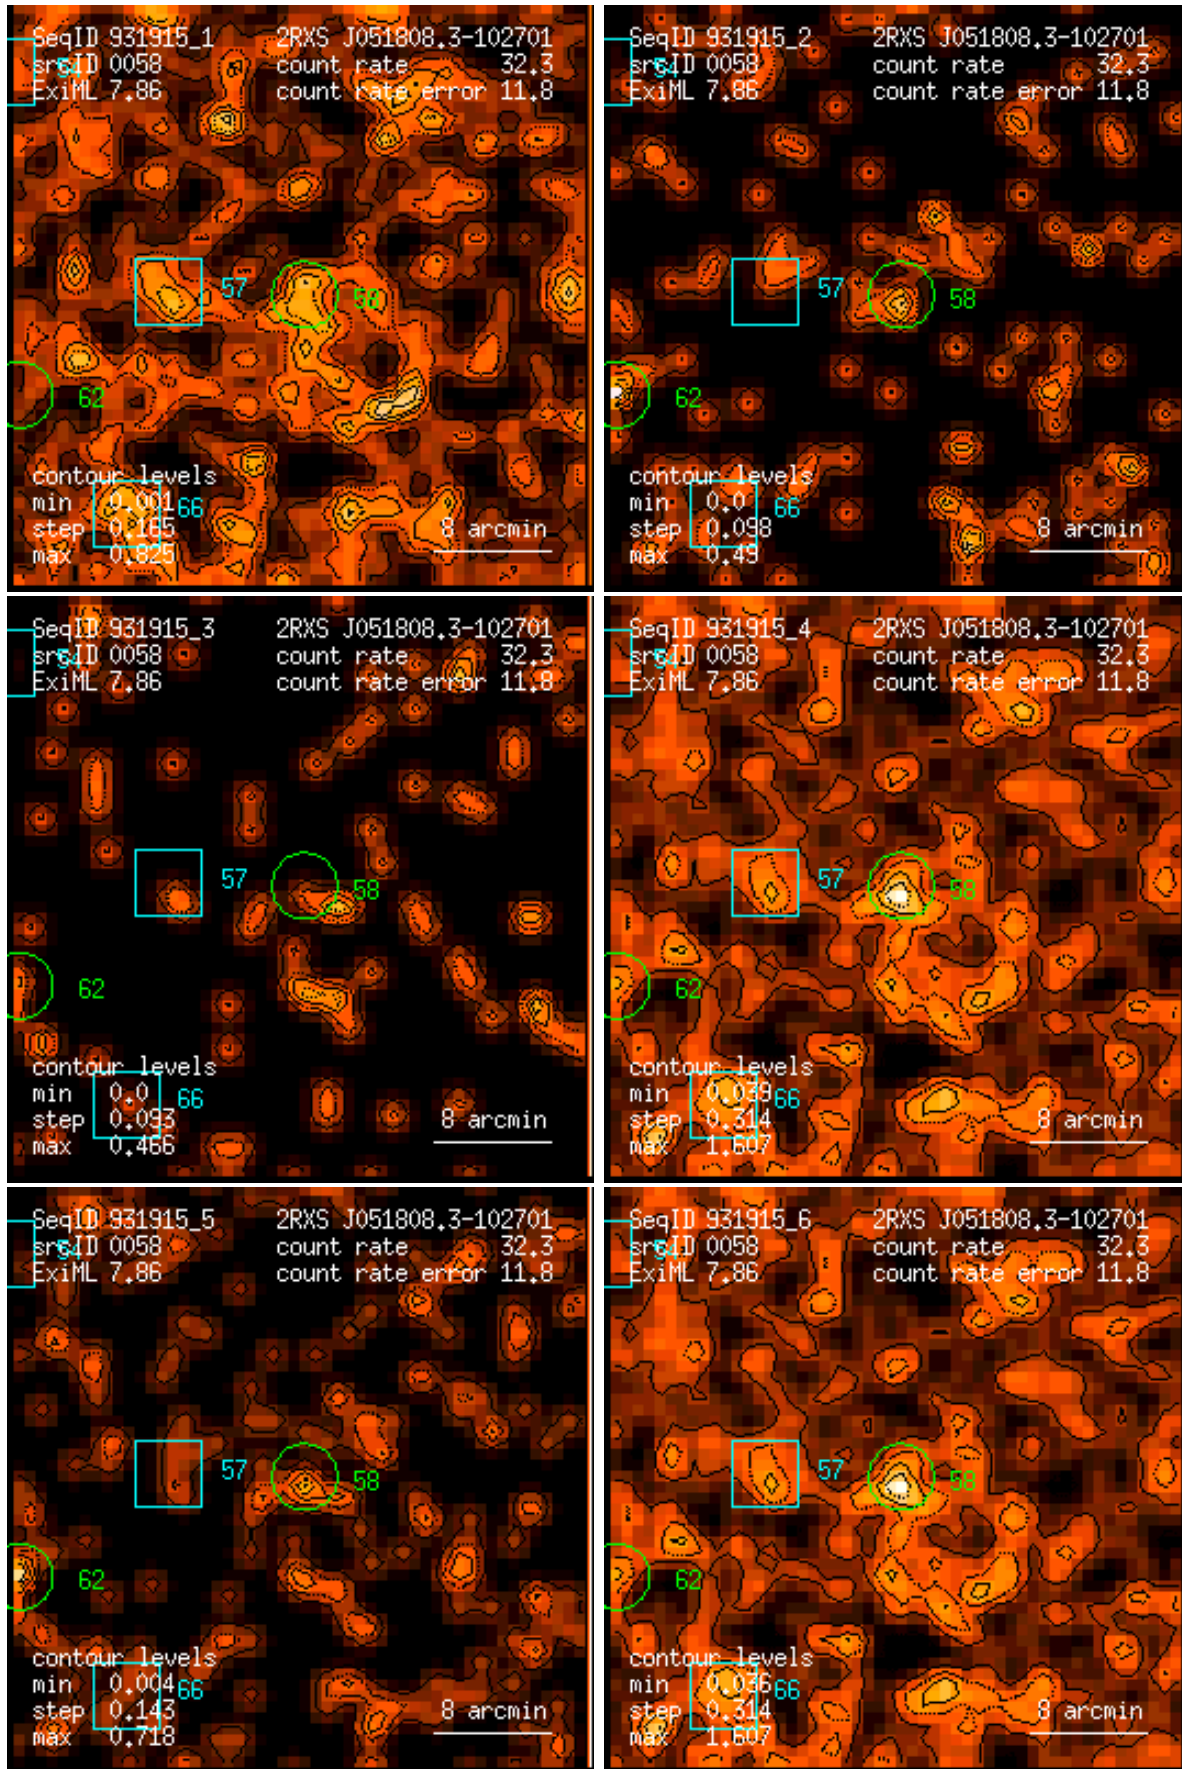 SeqID 931915_1 2RXS J051808.3-102701
srcID 0058 count rate 32.3
54
ExiML 7.86 count rate error 11.8
57
58
62
contour levels
min 0.001
66
step 0.165
8 arcmin
max 0.825
SeqID 931915_2 2RXS J051808.3-102701
srcID 0058 count rate 32.3
54
ExiML 7.86 count rate error 11.8
57
58
62
contour levels
min 0.0
66
step 0.098
8 arcmin
max 0.49
SeqID 931915_3 2RXS J051808.3-102701
srcID 0058 count rate 32.3
54
ExiML 7.86 count rate error 11.8
57
58
62
contour levels
min 0.0
66
step 0.093
8 arcmin
max 0.466
SeqID 931915_4 2RXS J051808.3-102701
srcID 0058 count rate 32.3
54
ExiML 7.86 count rate error 11.8
57
58
62
contour levels
min 0.039
66
step 0.314
8 arcmin
max 1.607
SeqID 931915_5 2RXS J051808.3-102701
srcID 0058 count rate 32.3
54
ExiML 7.86 count rate error 11.8
57
58
62
contour levels
min 0.004
66
step 0.143
8 arcmin
max 0.718
SeqID 931915_6 2RXS J051808.3-102701
srcID 0058 count rate 32.3
54
ExiML 7.86 count rate error 11.8
57
58
62
contour levels
min 0.036
66
step 0.314
8 arcmin
max 1.607